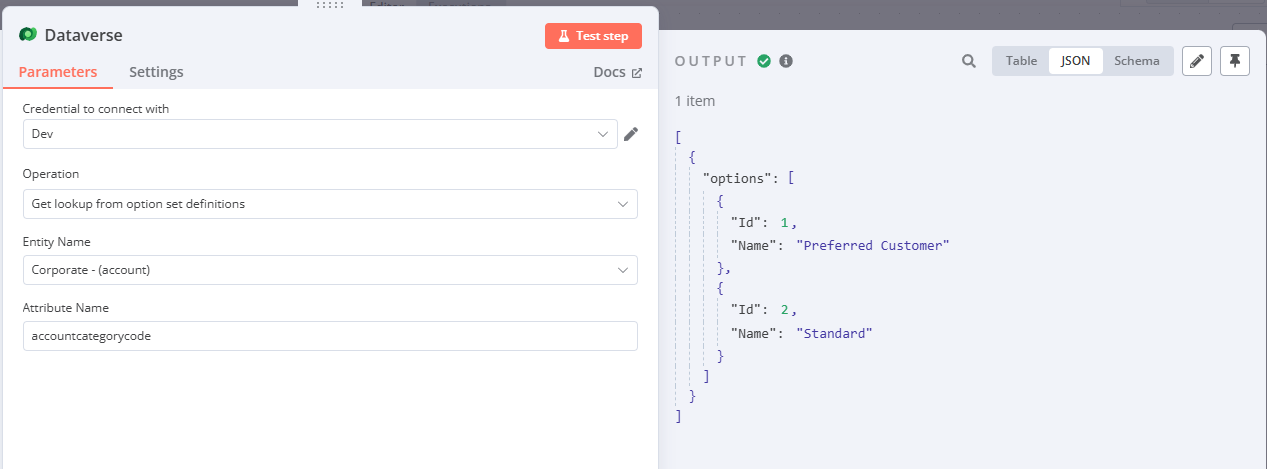 Editor
Executions
Dataverse
Test step
Parameters
Settings
Docs
Credential to connect with
Dev
Operation
Get lookup from option set definitions
Entity Name
Corporate - (account)
Attribute Name
accountcategorycode
OUTPUT
Table
JSON
Schema
1 item
[
{
"options": [
{
"Id": 1,
"Name": "Preferred Customer"
},
{
"Id": 2,
"Name": "Standard"
}
]
}
]